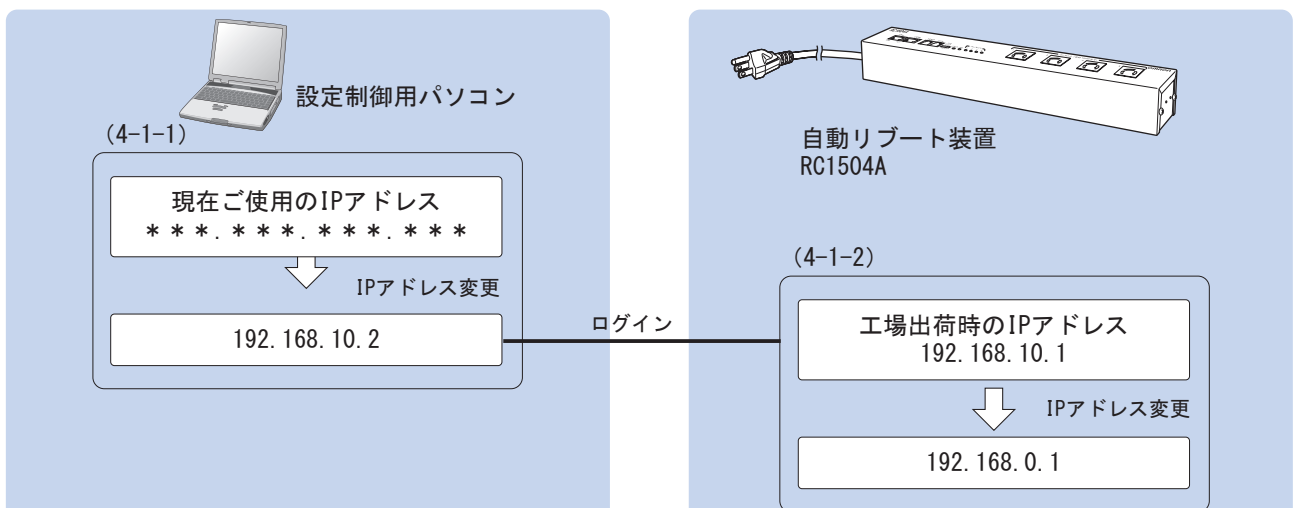 設定制御用パソコン
(4-1-1)
現在ご使用のIPアドレス
***.***.***.***
IPアドレス変更
192.168.10.2
ログイン
自動リブート装置
RC1504A
(4-1-2)
工場出荷時のIPアドレス
192.168.10.1
IPアドレス変更
192.168.0.1